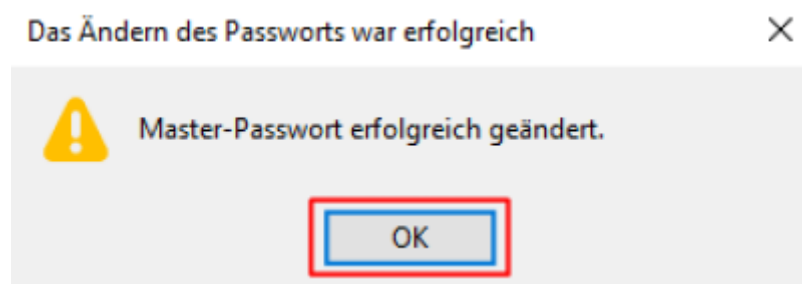 Das Ändern des Passworts war erfolgreich
Master-Passwort erfolgreich geändert.
OK